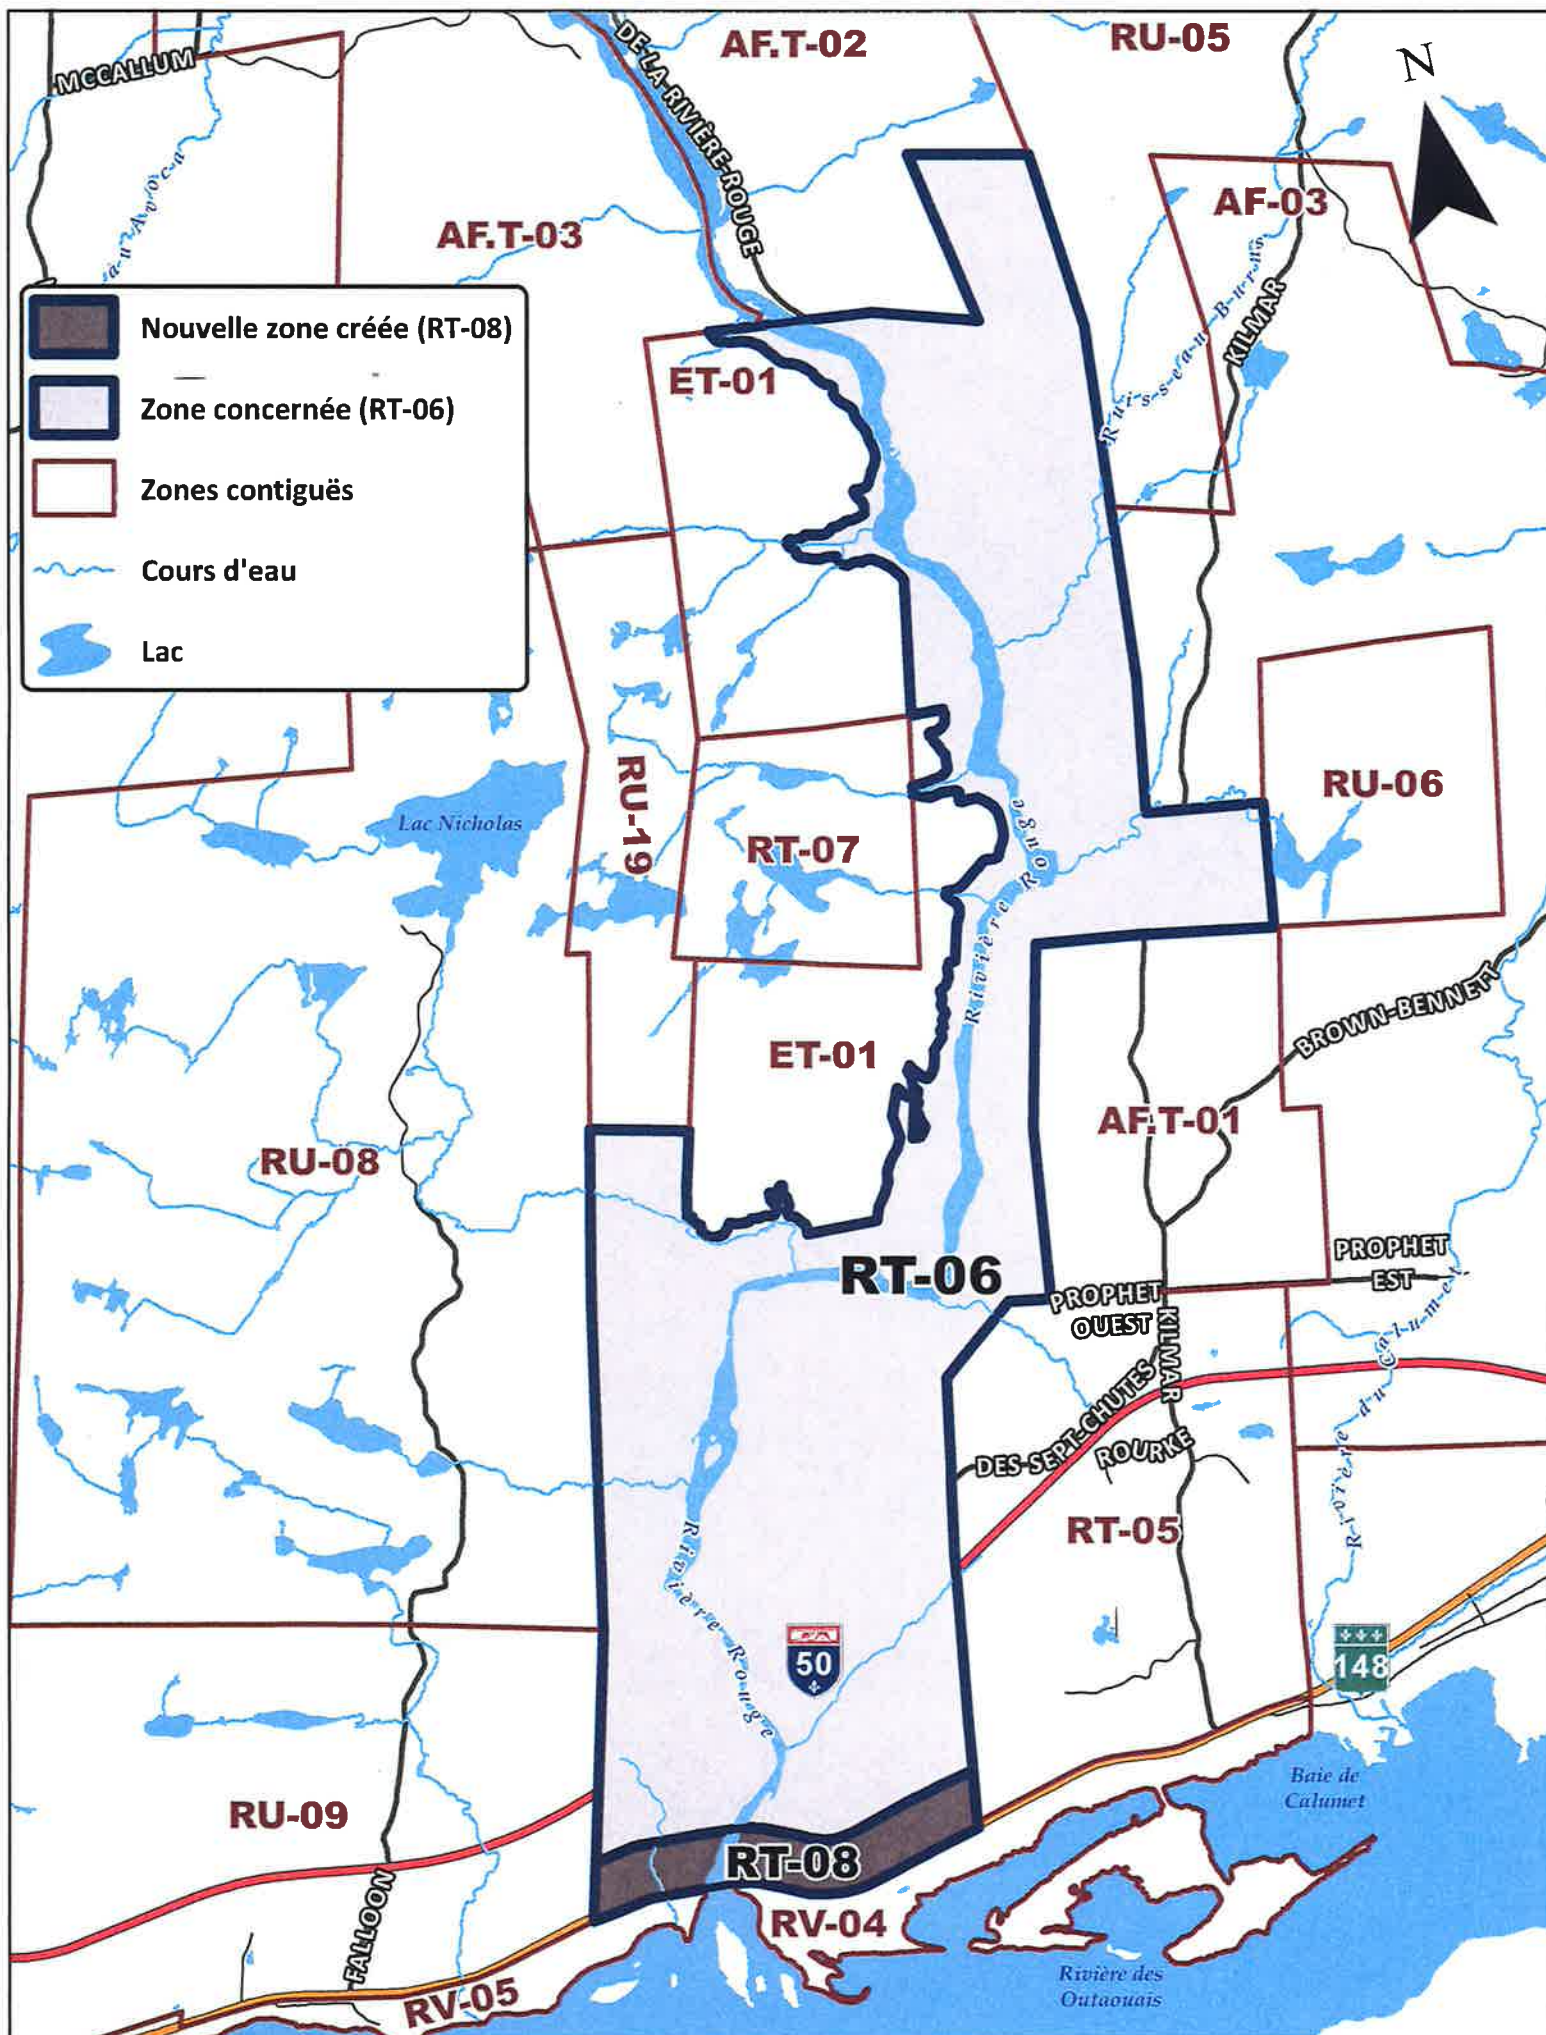 AF.T-02
RU-05
N
MCCALLUM
DE LA RIVIÈRE-ROUGE
AF.T-03
AF-03
Ruisseau Burns
KILMAR
Nouvelle zone créée (RT-08)
Zone concernée (RT-06)
Zones contiguës
Cours d'eau
Lac
ET-01
RU-06
Lac Nicholas
RU-19
RT-07
Rivière Rouge
BROWN-BENNETT
ET-01
AF.T-01
RU-08
RT-06
PROPHET
EST
PROPHET
OUEST
KILMAR
Rivière du Calumet
DES-SEPT-CHUTES
ROURKE
RT-05
Rivière Rouge
50
148
Baie de
Calumet
RU-09
RT-08
FALLOON
RV-04
Rivière des
Outaouais
RV-05